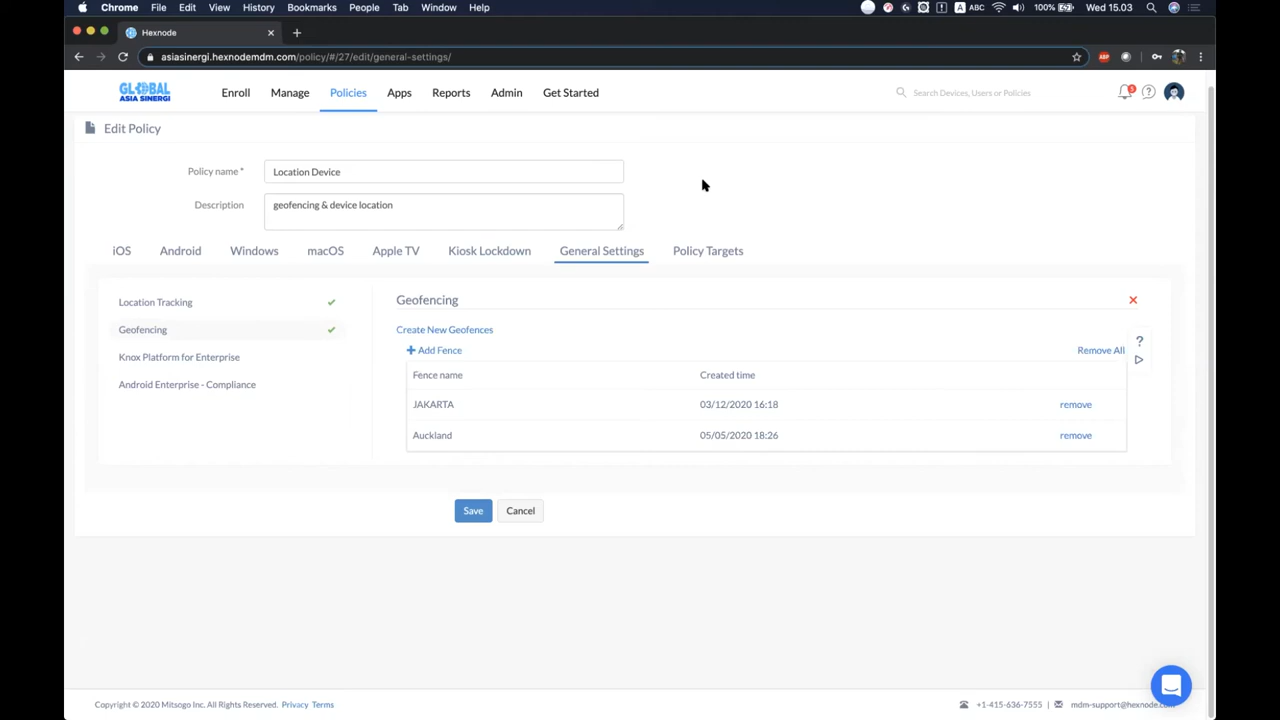 Chrome File Edit View History Bookmarks People Tab Window Help A ABC 100% Wed 15.03
Hexnode
asiasinergi.hexnodemdm.com/policy/#/27/edit/general-settings/
GLOBAL
ASIA SINERGI
Enroll Manage Policies Apps Reports Admin Get Started Search Devices, Users or Policies
Edit Policy
Policy name * Location Device
Description geofencing & device location
iOS Android Windows macOS Apple TV Kiosk Lockdown General Settings Policy Targets
Location Tracking
Geofencing
Knox Platform for Enterprise
Android Enterprise - Compliance
Geofencing
Create New Geofences
+ Add Fence Remove All
Fence name Created time
JAKARTA 03/12/2020 16:18 remove
Auckland 05/05/2020 18:26 remove
Save Cancel
Copyright © 2020 Mitsogo Inc. All Rights Reserved. Privacy Terms +1-415-636-7555 | mdm-support@hexnode.co